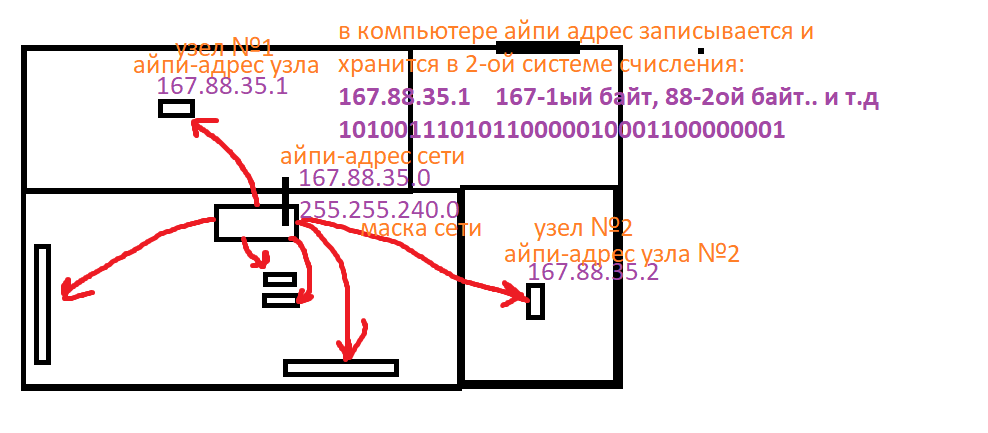 в компьютере айпи адрес записывается и
хранится в 2-ой системе счисления:
167.88.35.1 167-1ый байт, 88-2ой байт.. и т.д
10100111010110000010001100000001
узел №1
айпи-адрес узла
167.88.35.1
айпи-адрес сети
167.88.35.0
255.255.240.0
маска сети
узел №2
айпи-адрес узла №2
167.88.35.2